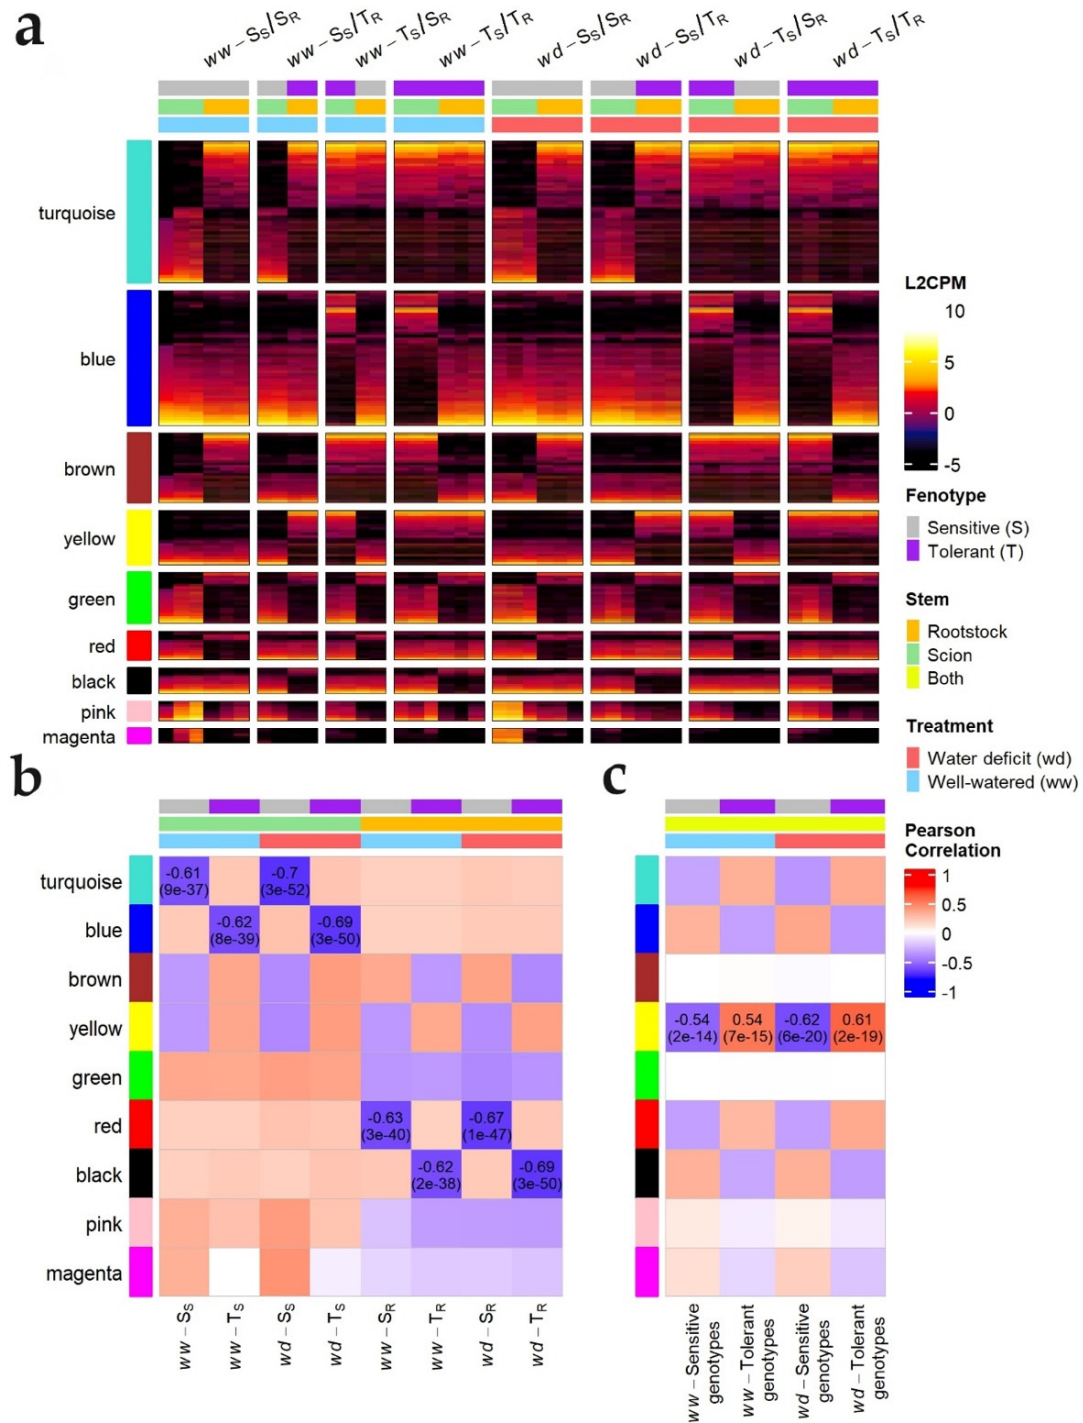 a
ww – SS/SR
ww – SS/TR
ww – TS/SR
ww – TS/TR
wd – SS/SR
wd – SS/TR
wd – TS/SR
wd – TS/TR
turquoise
blue
brown
yellow
green
red
black
pink
magenta
L2CPM
10
5
0
-5
Fenotype
Sensitive (S)
Tolerant (T)
Stem
Rootstock
Scion
Both
Treatment
Water deficit (wd)
Well-watered (ww)
Pearson
Correlation
1
0.5
0
-0.5
-1
b
turquoise
blue
brown
yellow
green
red
black
pink
magenta
-0.61
(9e-37)
-0.7
(3e-52)
-0.62
(8e-39)
-0.69
(3e-50)
-0.63
(3e-40)
-0.67
(1e-47)
-0.62
(2e-38)
-0.69
(3e-50)
ww – SS
ww – TS
wd – SS
wd – TS
ww – SR
ww – TR
wd – SR
wd – TR
c
-0.54
(2e-14)
0.54
(7e-15)
-0.62
(6e-20)
0.61
(2e-19)
ww – Sensitive
genotypes
ww – Tolerant
genotypes
wd – Sensitive
genotypes
wd – Tolerant
genotypes